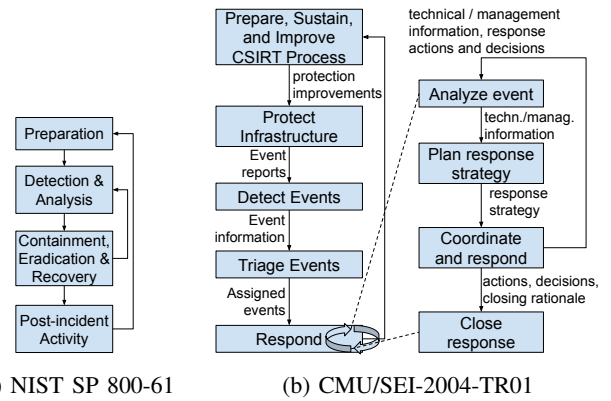 Preparation
Detection &
Analysis
Containment,
Eradication &
Recovery
Post-incident
Activity
) NIST SP 800-61
Prepare, Sustain,
and Improve
CSIRT Process
protection
improvements
Protect
Infrastructure
Event
reports
Detect Events
Event
information
Triage Events
Assigned
events
Respond
technical / management
information, response
actions and decisions
Analyze event
techn./manag.
information
Plan response
strategy
response
strategy
Coordinate
and respond
actions, decisions,
closing rationale
Close
response
(b) CMU/SEI-2004-TR01